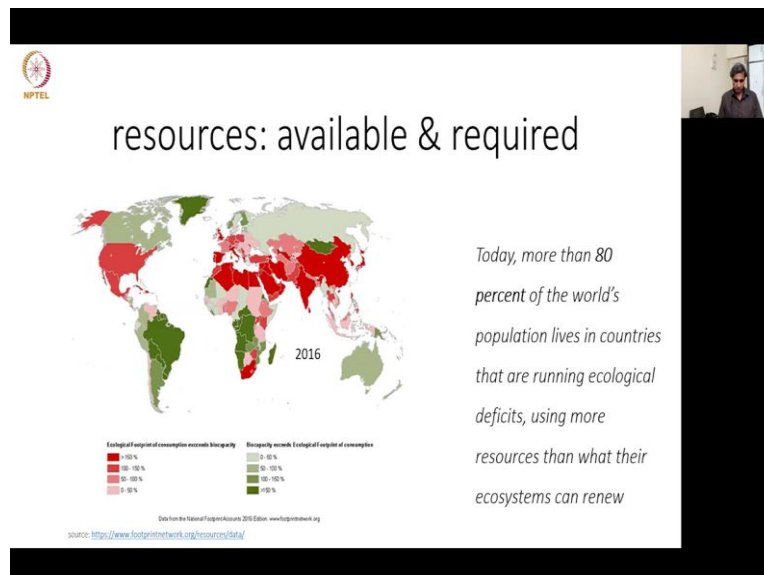 NPTEL
resources: available & required
2016
Today, more than 80
percent of the world's
population lives in countries
that are running ecological
deficits, using more
resources than what their
ecosystems can renew
Ecological Footprint of consumption exceeds biocapacity
>150 %
100 - 150 %
50 - 100 %
0 - 50 %
Biocapacity exceeds Ecological Footprint of consumption
0 - 50 %
50 - 100 %
100 - 150 %
>150 %
Data from the National Footprint Accounts 2016 Edition. www.footprintnetwork.org
source: https://www.footprintnetwork.org/resources/data/